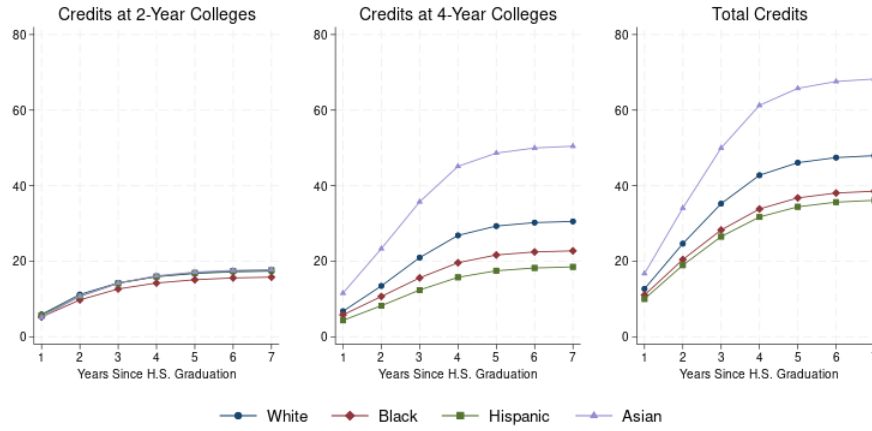 Credits at 2-Year Colleges
80
60
40
20
0
1 2 3 4 5 6 7
Years Since H.S. Graduation
Credits at 4-Year Colleges
80
60
40
20
0
1 2 3 4 5 6 7
Years Since H.S. Graduation
Total Credits
80
60
40
20
0
1 2 3 4 5 6 7
Years Since H.S. Graduation
White Black Hispanic Asian